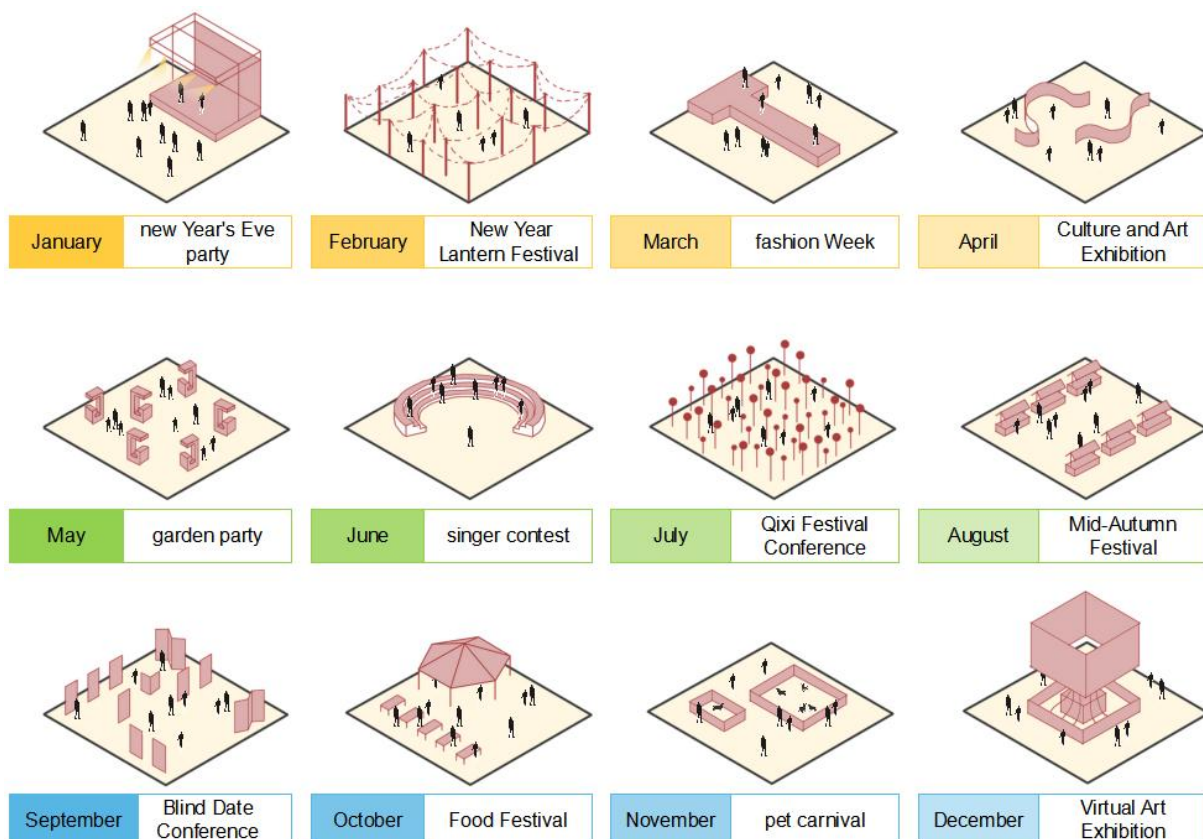 January
new Year's Eve
party
February
New Year
Lantern Festival
March
fashion Week
April
Culture and Art
Exhibition
May
garden party
June
singer contest
July
Qixi Festival
Conference
August
Mid-Autumn
Festival
September
Blind Date
Conference
October
Food Festival
November
pet carnival
December
Virtual Art
Exhibition